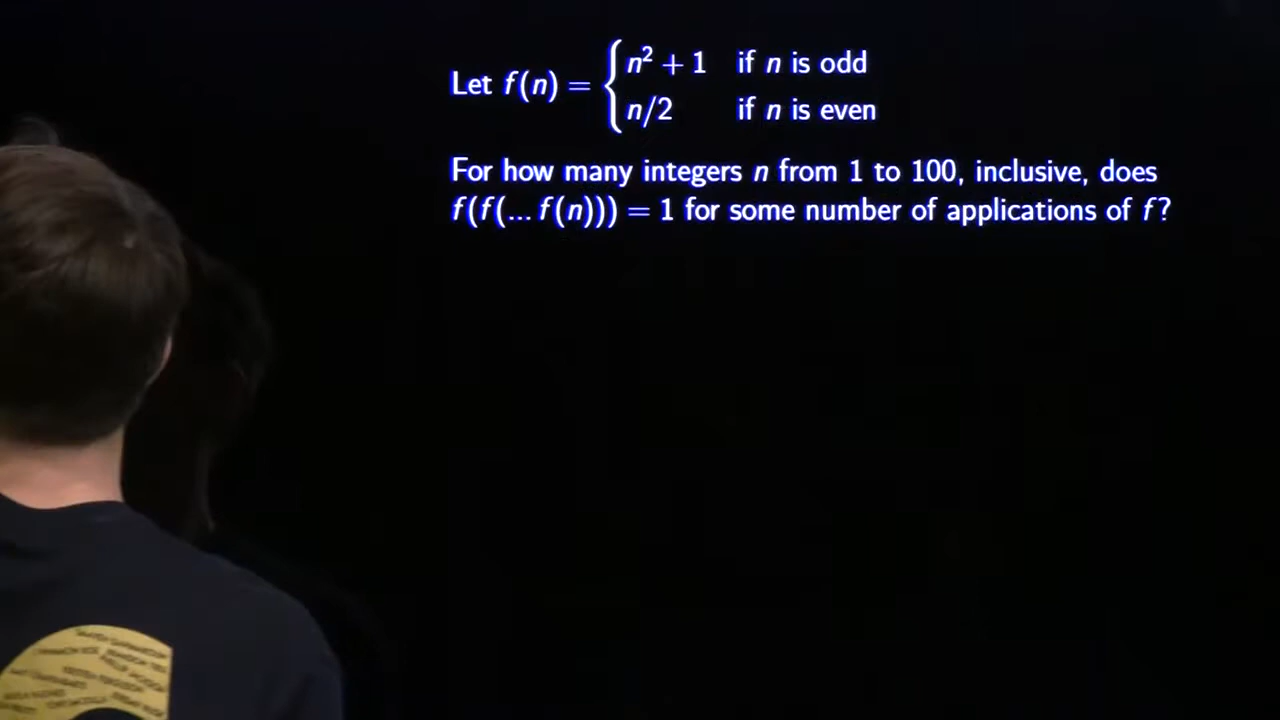 Let f(n) = { n² + 1 if n is odd
n/2 if n is even
For how many integers n from 1 to 100, inclusive, does
f(f(... f(n))) = 1 for some number of applications of f?